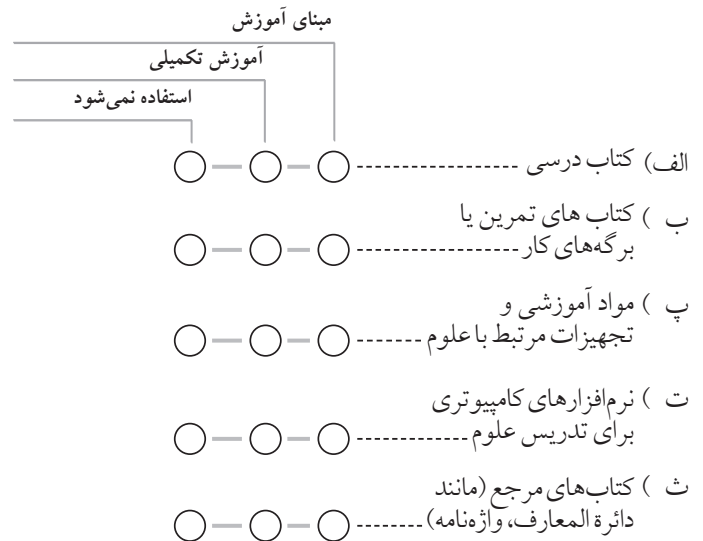 مبنای آموزش
آموزش تکمیلی
استفاده نمی‌شود
الف) کتاب درسی
ب ) کتاب های تمرین یا
برگه‌های کار
پ ) مواد آموزشی و
تجهیزات مرتبط با علوم
ت ) نرم‌افزارهای کامپیوتری
برای تدریس علوم
ث ) کتاب‌های مرجع (مانند
دائرة المعارف، واژه‌نامه)